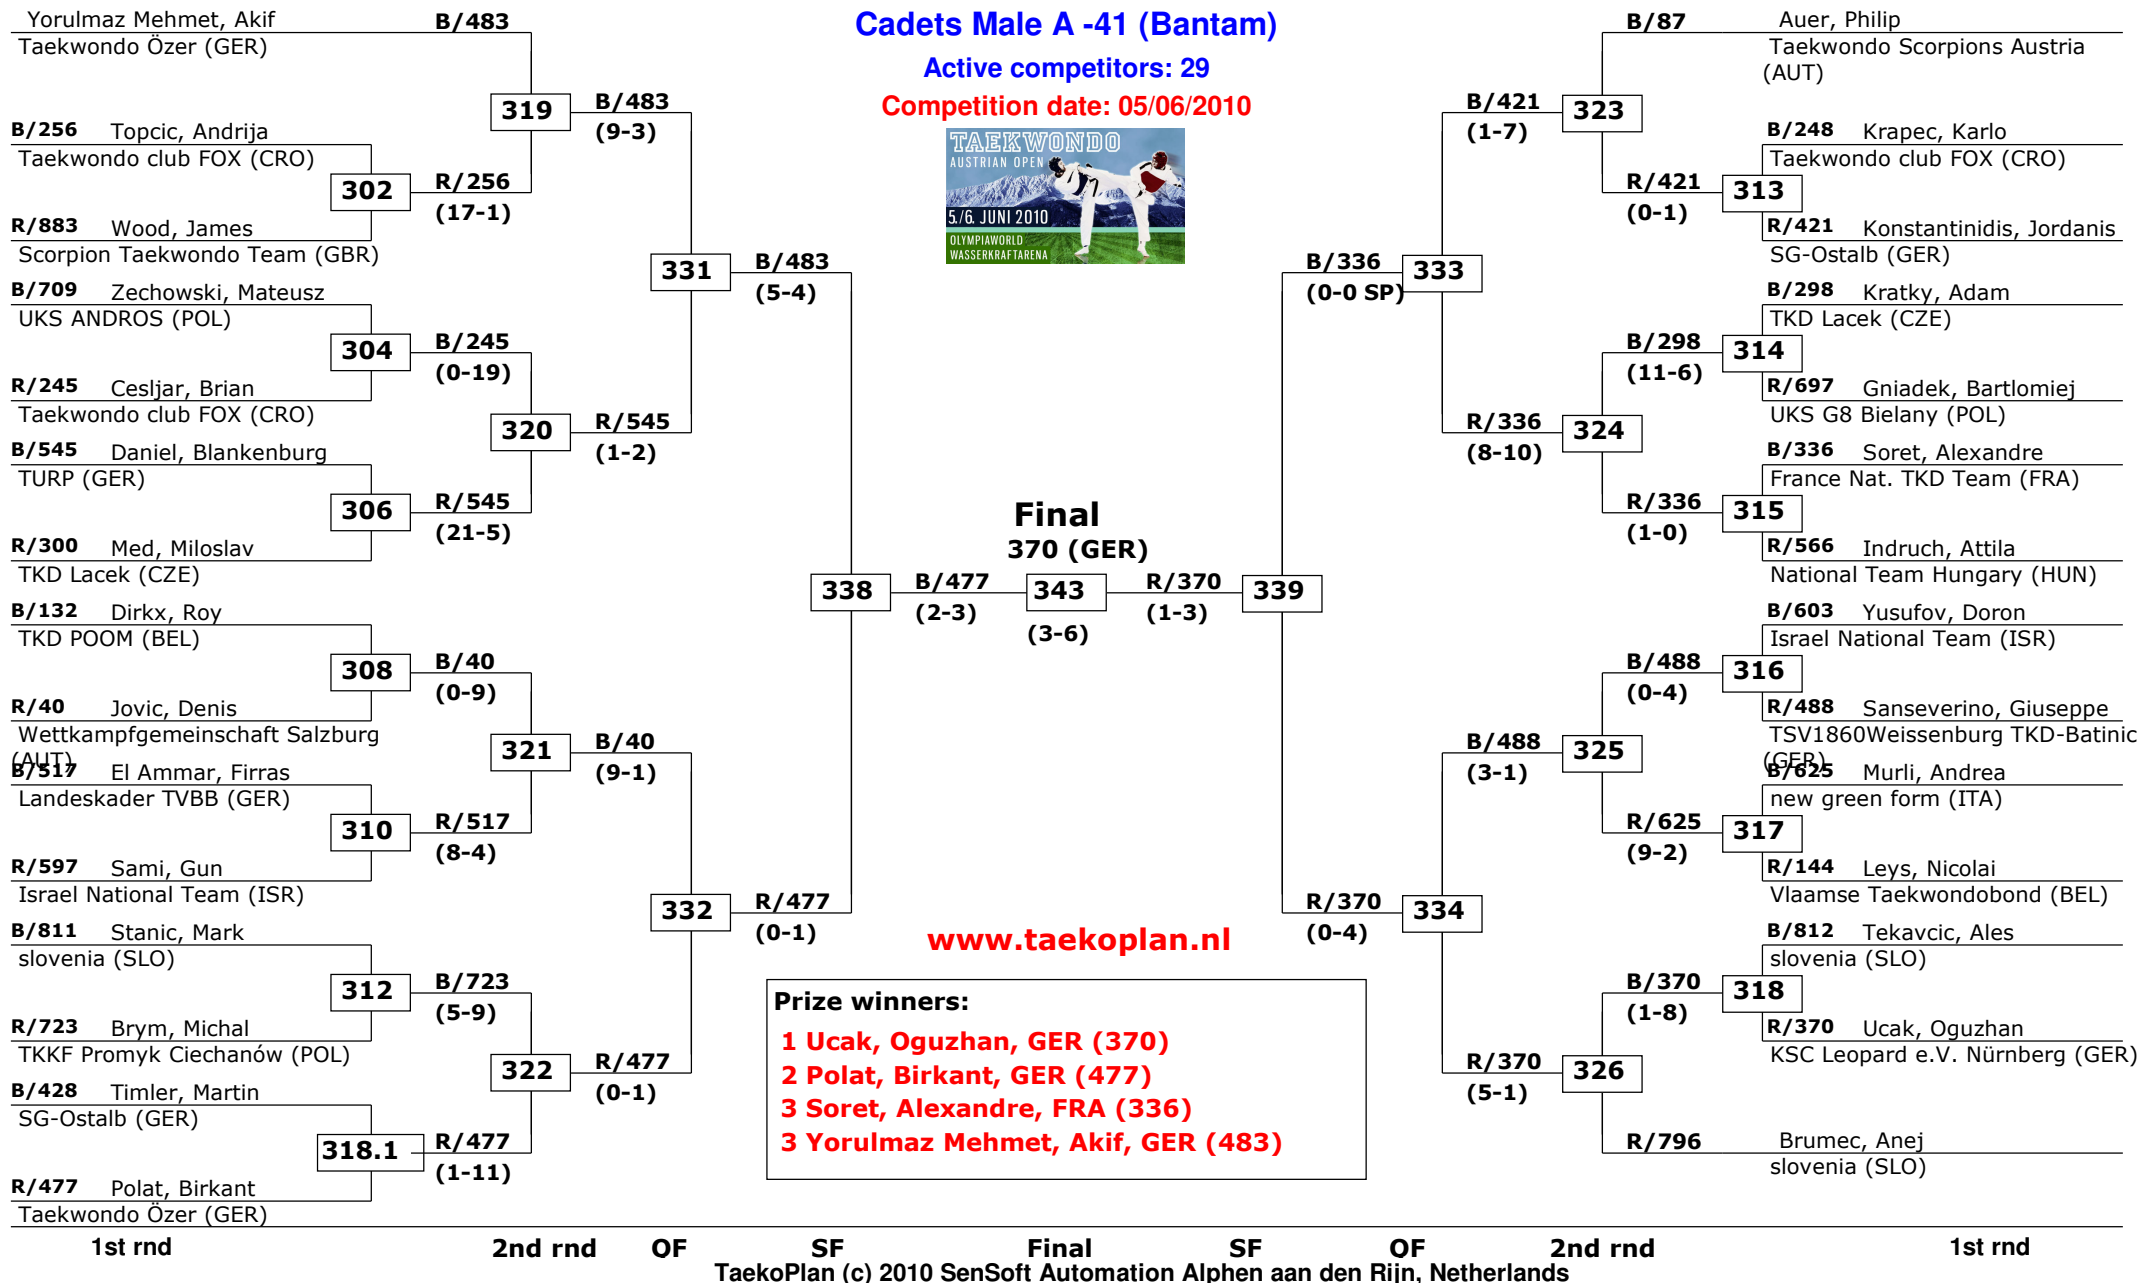 Cadets Male A -41 (Bantam)
Active competitors: 29
Competition date: 05/06/2010
TAEKWONDO
AUSTRIAN OPEN
5./6. JUNI 2010
OLYMPIAWORLD
WASSERKRAFTARENA
Yorulmaz Mehmet, Akif
B/483
Taekwondo Özer (GER)
B/256 Topcic, Andrija
Taekwondo club FOX (CRO)
302
R/883 Wood, James
Scorpion Taekwondo Team (GBR)
B/709 Zechowski, Mateusz
UKS ANDROS (POL)
304
R/245 Cesljar, Brian
Taekwondo club FOX (CRO)
B/545 Daniel, Blankenburg
TURP (GER)
306
R/300 Med, Miloslav
TKD Lacek (CZE)
B/132 Dirkx, Roy
TKD POOM (BEL)
308
R/40 Jovic, Denis
Wettkampfgemeinschaft Salzburg
(AUT)
B/517 El Ammar, Firras
Landeskader TVBB (GER)
310
R/597 Sami, Gun
Israel National Team (ISR)
B/811 Stanic, Mark
slovenia (SLO)
312
R/723 Brym, Michal
TKKF Promyk Ciechanów (POL)
B/428 Timler, Martin
SG-Ostalb (GER)
318.1
R/477 Polat, Birkant
Taekwondo Özer (GER)
319
R/256
(17-1)
B/245
(0-19)
320
R/545
(21-5)
B/40
(0-9)
321
R/517
(8-4)
B/723
(5-9)
322
R/477
(1-11)
B/483
(9-3)
331
R/545
(1-2)
B/40
(9-1)
332
R/477
(0-1)
B/483
(5-4)
338
R/477
(0-1)
Final
370 (GER)
B/477
(2-3)
343
(3-6)
R/370
(1-3)
339
B/336
(0-0 SP)
R/370
(0-4)
333
334
B/421
(1-7)
R/336
(8-10)
B/488
(3-1)
R/370
(5-1)
323
324
325
326
B/87 Auer, Philip
Taekwondo Scorpions Austria
(AUT)
R/421
(0-1)
B/298
(11-6)
R/336
(1-0)
B/488
(0-4)
R/625
(9-2)
B/370
(1-8)
R/796 Brumec, Anej
slovenia (SLO)
B/248 Krapec, Karlo
Taekwondo club FOX (CRO)
313
R/421 Konstantinidis, Jordanis
SG-Ostalb (GER)
B/298 Kratky, Adam
TKD Lacek (CZE)
314
R/697 Gniadek, Bartlomiej
UKS G8 Bielany (POL)
B/336 Soret, Alexandre
France Nat. TKD Team (FRA)
315
R/566 Indruch, Attila
National Team Hungary (HUN)
B/603 Yusufov, Doron
Israel National Team (ISR)
316
R/488 Sanseverino, Giuseppe
TSV1860Weissenburg TKD-Batinic
(GER)
B/625 Murli, Andrea
new green form (ITA)
317
R/144 Leys, Nicolai
Vlaamse Taekwondobond (BEL)
B/812 Tekavcic, Ales
slovenia (SLO)
318
R/370 Ucak, Oguzhan
KSC Leopard e.V. Nürnberg (GER)
www.taekoplan.nl
Prize winners:
1 Ucak, Oguzhan, GER (370)
2 Polat, Birkant, GER (477)
3 Soret, Alexandre, FRA (336)
3 Yorulmaz Mehmet, Akif, GER (483)
1st rnd 2nd rnd QF SF Final SF QF 2nd rnd 1st rnd
TaekoPlan (c) 2010 SenSoft Automation Alphen aan den Rijn, Netherlands